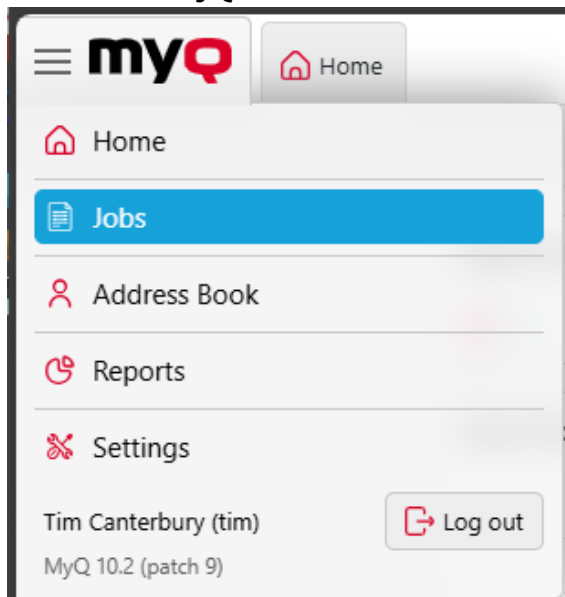 myQ
Home
Home
Jobs
Address Book
Reports
Settings
Tim Canterbury (tim)
Log out
MyQ 10.2 (patch 9)